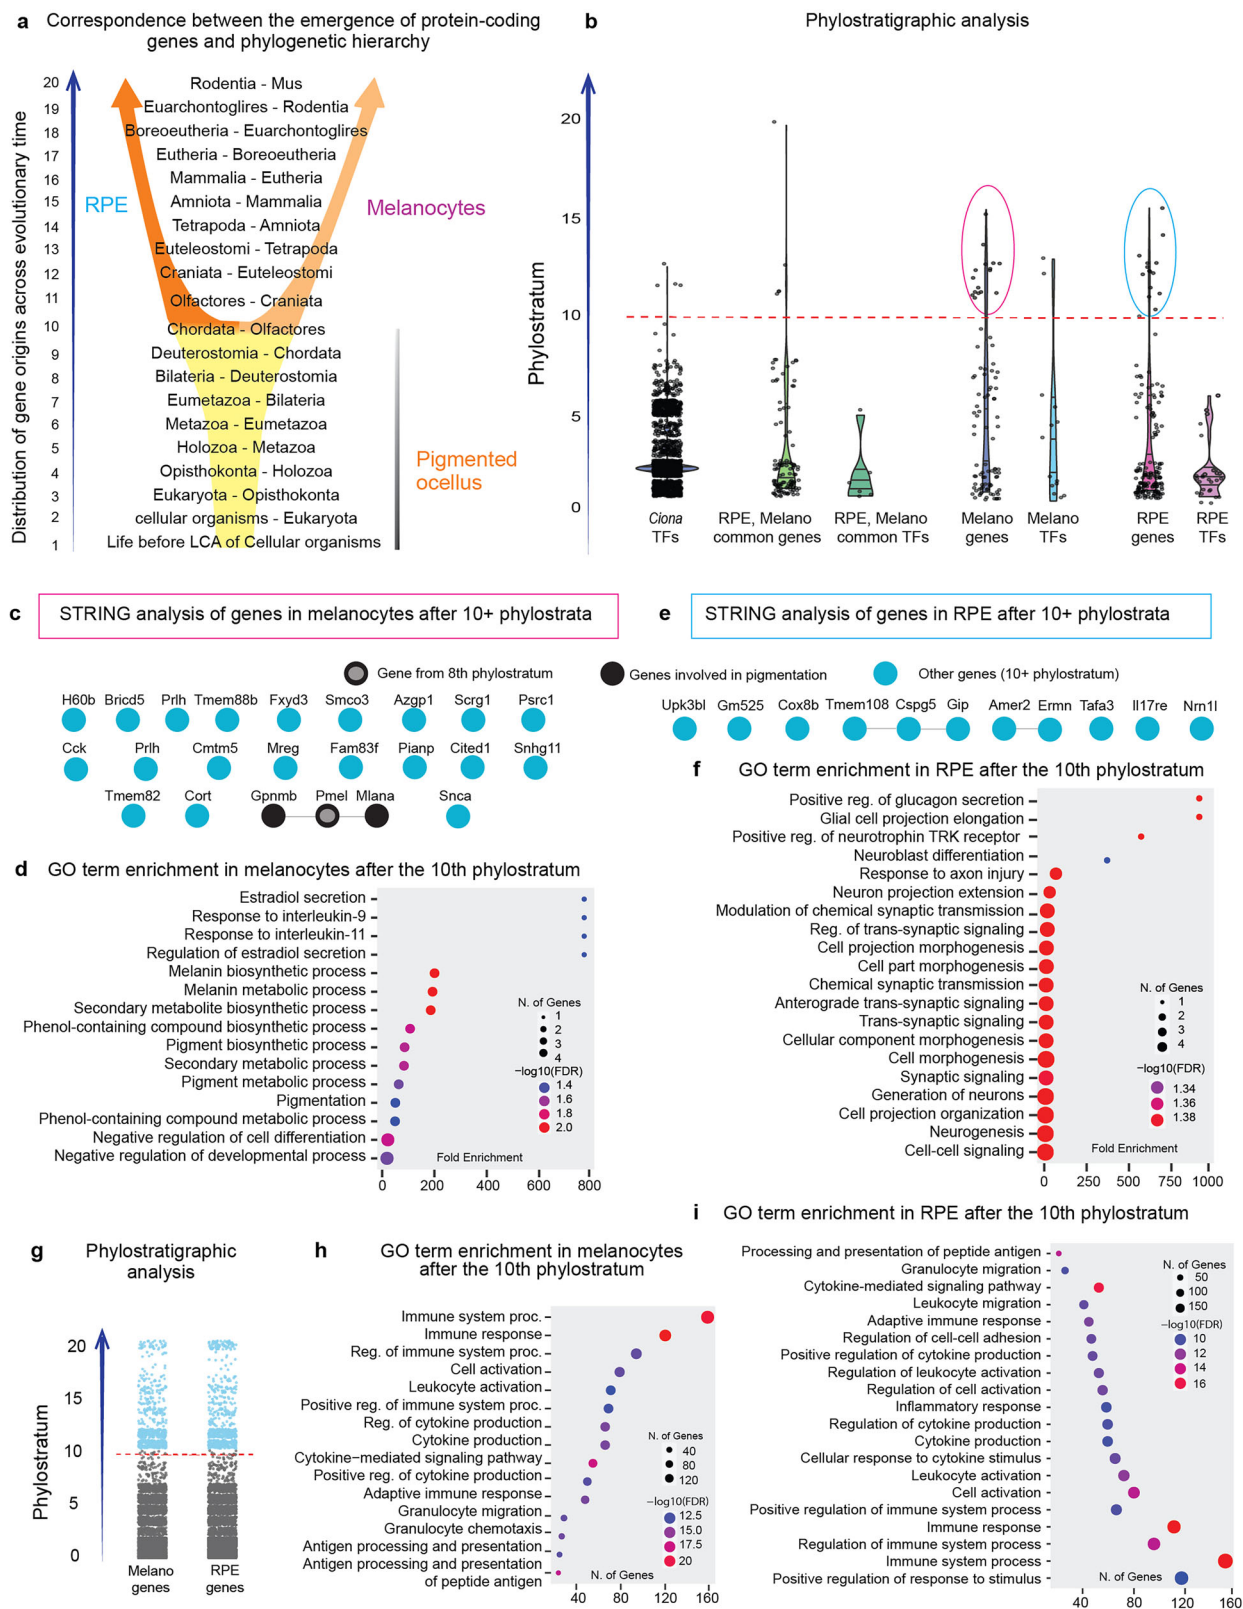 a Correspondence between the emergence of protein-coding
genes and phylogenetic hierarchy
Distribution of gene origins across evolutionary time
20 Rodentia - Mus
19 Euarchontoglires - Rodentia
18 Boreoeutheria - Euarchontoglires
17 Eutheria - Boreoeutheria
16 Mammalia - Eutheria
15 Amniota - Mammalia
14 Tetrapoda - Amniota
13 Euteleostomi - Tetrapoda
12 Craniata - Euteleostomi
11 Olfactores - Craniata
10 Chordata - Olfactores
9 Deuterostomia - Chordata
8 Bilateria - Deuterostomia
7 Eumetazoa - Bilateria
6 Metazoa - Eumetazoa
5 Holozoa - Metazoa
4 Opisthokonta - Holozoa
3 Eukaryota - Opisthokonta
2 cellular organisms - Eukaryota
1 Life before LCA of Cellular organisms
RPE
Melanocytes
Pigmented
ocellus
b Phylostratigraphic analysis
Phylostratum
20
15
10
5
0
Ciona
TFs
RPE, Melano
common genes
RPE, Melano
common TFs
Melano
genes
Melano
TFs
RPE
genes
RPE
TFs
c STRING analysis of genes in melanocytes after 10+ phylostrata
e STRING analysis of genes in RPE after 10+ phylostrata
Gene from 8th phylostratum
Genes involved in pigmentation
Other genes (10+ phylostratum)
H60b Bricd5 Prlh Tmem88b Fxyd3 Smco3 Azgp1 Scrg1 Psrc1
Cck Prlh Cmtm5 Mreg Fam83f Pianp Cited1 Snhg11
Tmem82 Cort Gpnmb Pmel Mlana Snca
Upk3bl Gm525 Cox8b Tmem108 Cspg5 Gip Amer2 Ermn Tafa3 Il17re Nrn1l
d GO term enrichment in melanocytes after the 10th phylostratum
Estradiol secretion
Response to interleukin-9
Response to interleukin-11
Regulation of estradiol secretion
Melanin biosynthetic process
Melanin metabolic process
Secondary metabolite biosynthetic process
Phenol-containing compound biosynthetic process
Pigment biosynthetic process
Secondary metabolic process
Pigment metabolic process
Pigmentation
Phenol-containing compound metabolic process
Negative regulation of cell differentiation
Negative regulation of developmental process
N. of Genes
1
2
3
4
−log10(FDR)
1.4
1.6
1.8
2.0
Fold Enrichment
0 200 400 600 800
f GO term enrichment in RPE after the 10th phylostratum
Positive reg. of glucagon secretion
Glial cell projection elongation
Positive reg. of neurotrophin TRK receptor
Neuroblast differentiation
Response to axon injury
Neuron projection extension
Modulation of chemical synaptic transmission
Reg. of trans-synaptic signaling
Cell projection morphogenesis
Cell part morphogenesis
Chemical synaptic transmission
Anterograde trans-synaptic signaling
Trans-synaptic signaling
Cellular component morphogenesis
Cell morphogenesis
Synaptic signaling
Generation of neurons
Cell projection organization
Neurogenesis
Cell-cell signaling
N. of Genes
1
2
3
4
−log10(FDR)
1.34
1.36
1.38
Fold Enrichment
0 250 500 750 1000
g Phylostratigraphic
analysis
Phylostratum
20
15
10
5
0
Melano
genes
RPE
genes
h GO term enrichment in melanocytes
after the 10th phylostratum
Immune system proc.
Immune response
Reg. of immune system proc.
Cell activation
Leukocyte activation
Positive reg. of immune system proc.
Reg. of cytokine production
Cytokine production
Cytokine−mediated signaling pathway
Positive reg. of cytokine production
Adaptive immune response
Granulocyte migration
Granulocyte chemotaxis
Antigen processing and presentation
Antigen processing and presentation
of peptide antigen
N. of Genes
40
80
120
−log10(FDR)
12.5
15.0
17.5
20
N. of Genes
40 80 120 160
i GO term enrichment in RPE after the 10th phylostratum
Processing and presentation of peptide antigen
Granulocyte migration
Cytokine-mediated signaling pathway
Leukocyte migration
Adaptive immune response
Regulation of cell-cell adhesion
Positive regulation of cytokine production
Regulation of leukocyte activation
Regulation of cell activation
Inflammatory response
Regulation of cytokine production
Cytokine production
Cellular response to cytokine stimulus
Leukocyte activation
Cell activation
Positive regulation of immune system process
Immune response
Regulation of immune system process
Immune system process
Positive regulation of response to stimulus
N. of Genes
50
100
150
−log10(FDR)
10
12
14
16
N. of Genes
40 80 120 160